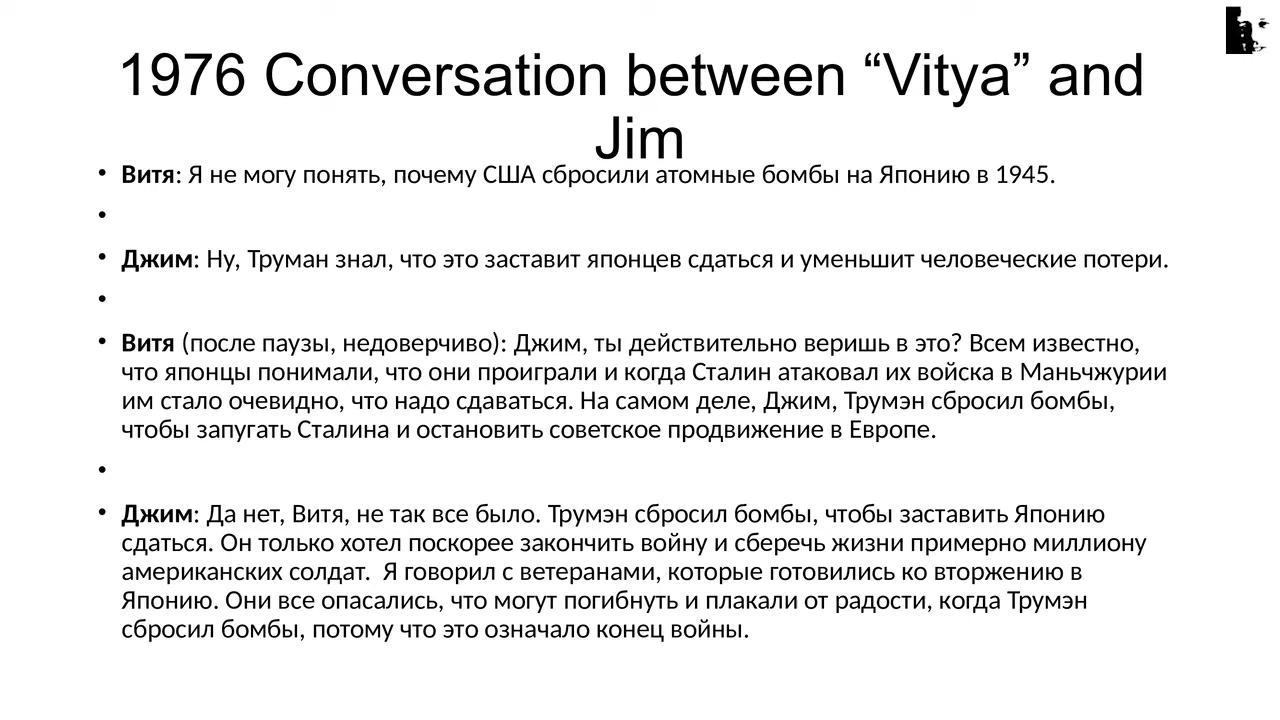 1976 Conversation between “Vitya” and
Jim
• Витя: Я не могу понять, почему США сбросили атомные бомбы на Японию в 1945.
•
• Джим: Ну, Труман знал, что это заставит японцев сдаться и уменьшит человеческие потери.
•
• Витя (после паузы, недоверчиво): Джим, ты действительно веришь в это? Всем известно,
что японцы понимали, что они проиграли и когда Сталин атаковал их войска в Маньчжурии
им стало очевидно, что надо сдаваться. На самом деле, Джим, Трумэн сбросил бомбы,
чтобы запугать Сталина и остановить советское продвижение в Европе.
•
• Джим: Да нет, Витя, не так все было. Трумэн сбросил бомбы, чтобы заставить Японию
сдаться. Он только хотел поскорее закончить войну и сберечь жизни примерно миллиону
американских солдат.  Я говорил с ветеранами, которые готовились ко вторжению в
Японию. Они все опасались, что могут погибнуть и плакали от радости, когда Трумэн
сбросил бомбы, потому что это означало конец войны.